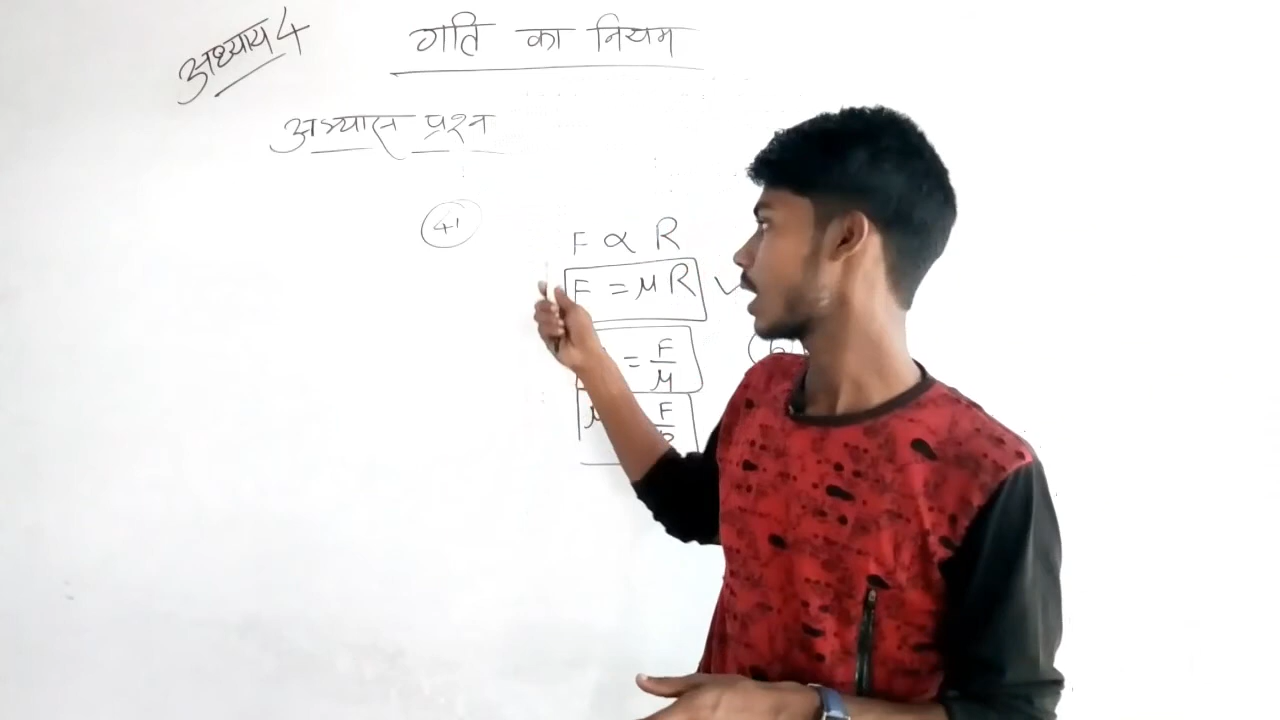 अध्याय 4
गति का नियम
अभ्यास प्रश्न
41
F ∝ R
F = μR
= F/μ
μ F/R
(b)